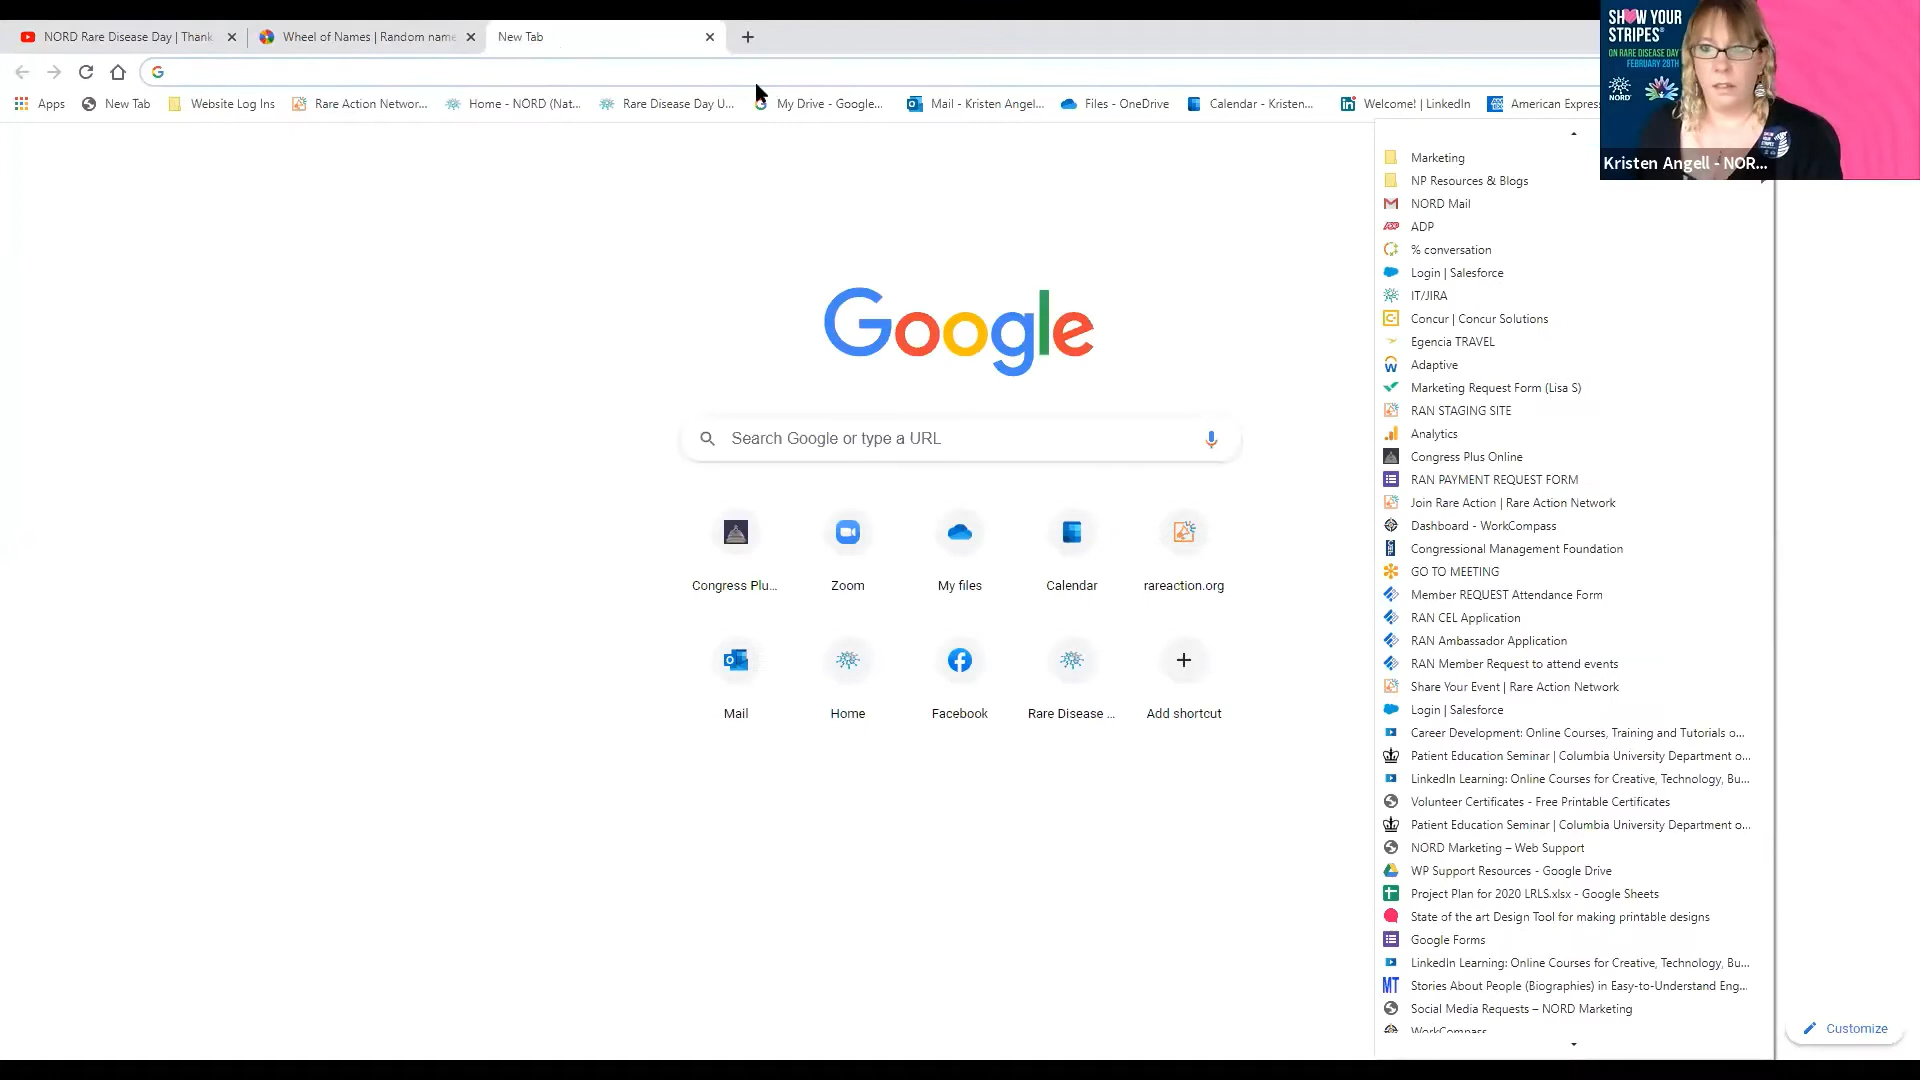 NORD Rare Disease Day | Thank
Wheel of Names | Random name
New Tab
Apps
New Tab
Website Log Ins
Rare Action Networ...
Home - NORD (Nat...
Rare Disease Day U...
My Drive - Google...
Mail - Kristen Angel...
Files - OneDrive
Calendar - Kristen...
Welcome! | LinkedIn
American Expres
SHOW YOUR
STRIPES®
ON RARE DISEASE DAY
FEBRUARY 28TH
NORD
Kristen Angell - NOR...
Google
Search Google or type a URL
Congress Plu...
Zoom
My files
Calendar
rareaction.org
Mail
Home
Facebook
Rare Disease ...
Add shortcut
Marketing
NP Resources & Blogs
NORD Mail
ADP
% conversation
Login | Salesforce
IT/JIRA
Concur | Concur Solutions
Egencia TRAVEL
Adaptive
Marketing Request Form (Lisa S)
RAN STAGING SITE
Analytics
Congress Plus Online
RAN PAYMENT REQUEST FORM
Join Rare Action | Rare Action Network
Dashboard - WorkCompass
Congressional Management Foundation
GO TO MEETING
Member REQUEST Attendance Form
RAN CEL Application
RAN Ambassador Application
RAN Member Request to attend events
Share Your Event | Rare Action Network
Login | Salesforce
Career Development: Online Courses, Training and Tutorials o...
Patient Education Seminar | Columbia University Department o...
LinkedIn Learning: Online Courses for Creative, Technology, Bu...
Volunteer Certificates - Free Printable Certificates
Patient Education Seminar | Columbia University Department o...
NORD Marketing – Web Support
WP Support Resources - Google Drive
Project Plan for 2020 LRLS.xlsx - Google Sheets
State of the art Design Tool for making printable designs
Google Forms
LinkedIn Learning: Online Courses for Creative, Technology, Bu...
MT Stories About People (Biographies) in Easy-to-Understand Eng...
Social Media Requests – NORD Marketing
WorkCompass
Customize